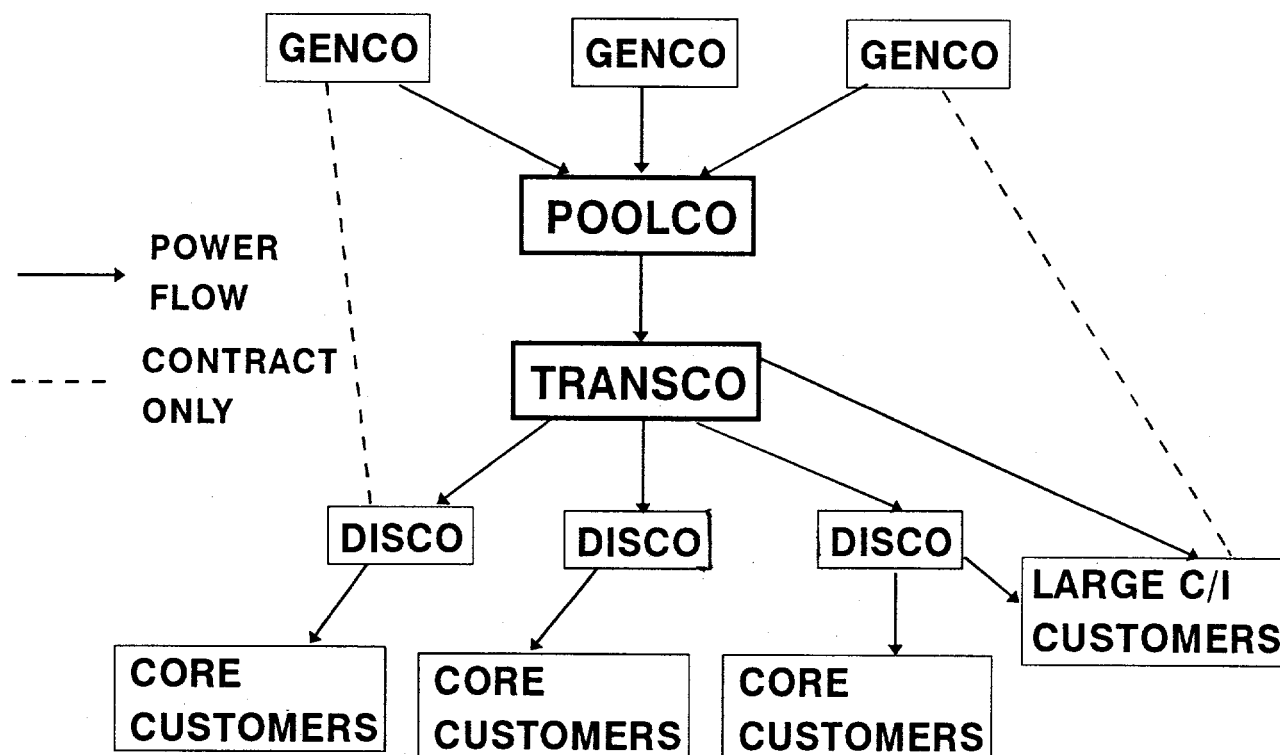 GENCO
GENCO
GENCO
POOLCO
POWER
FLOW
CONTRACT
ONLY
TRANSCO
DISCO
DISCO
DISCO
LARGE C/I
CUSTOMERS
CORE
CUSTOMERS
CORE
CUSTOMERS
CORE
CUSTOMERS